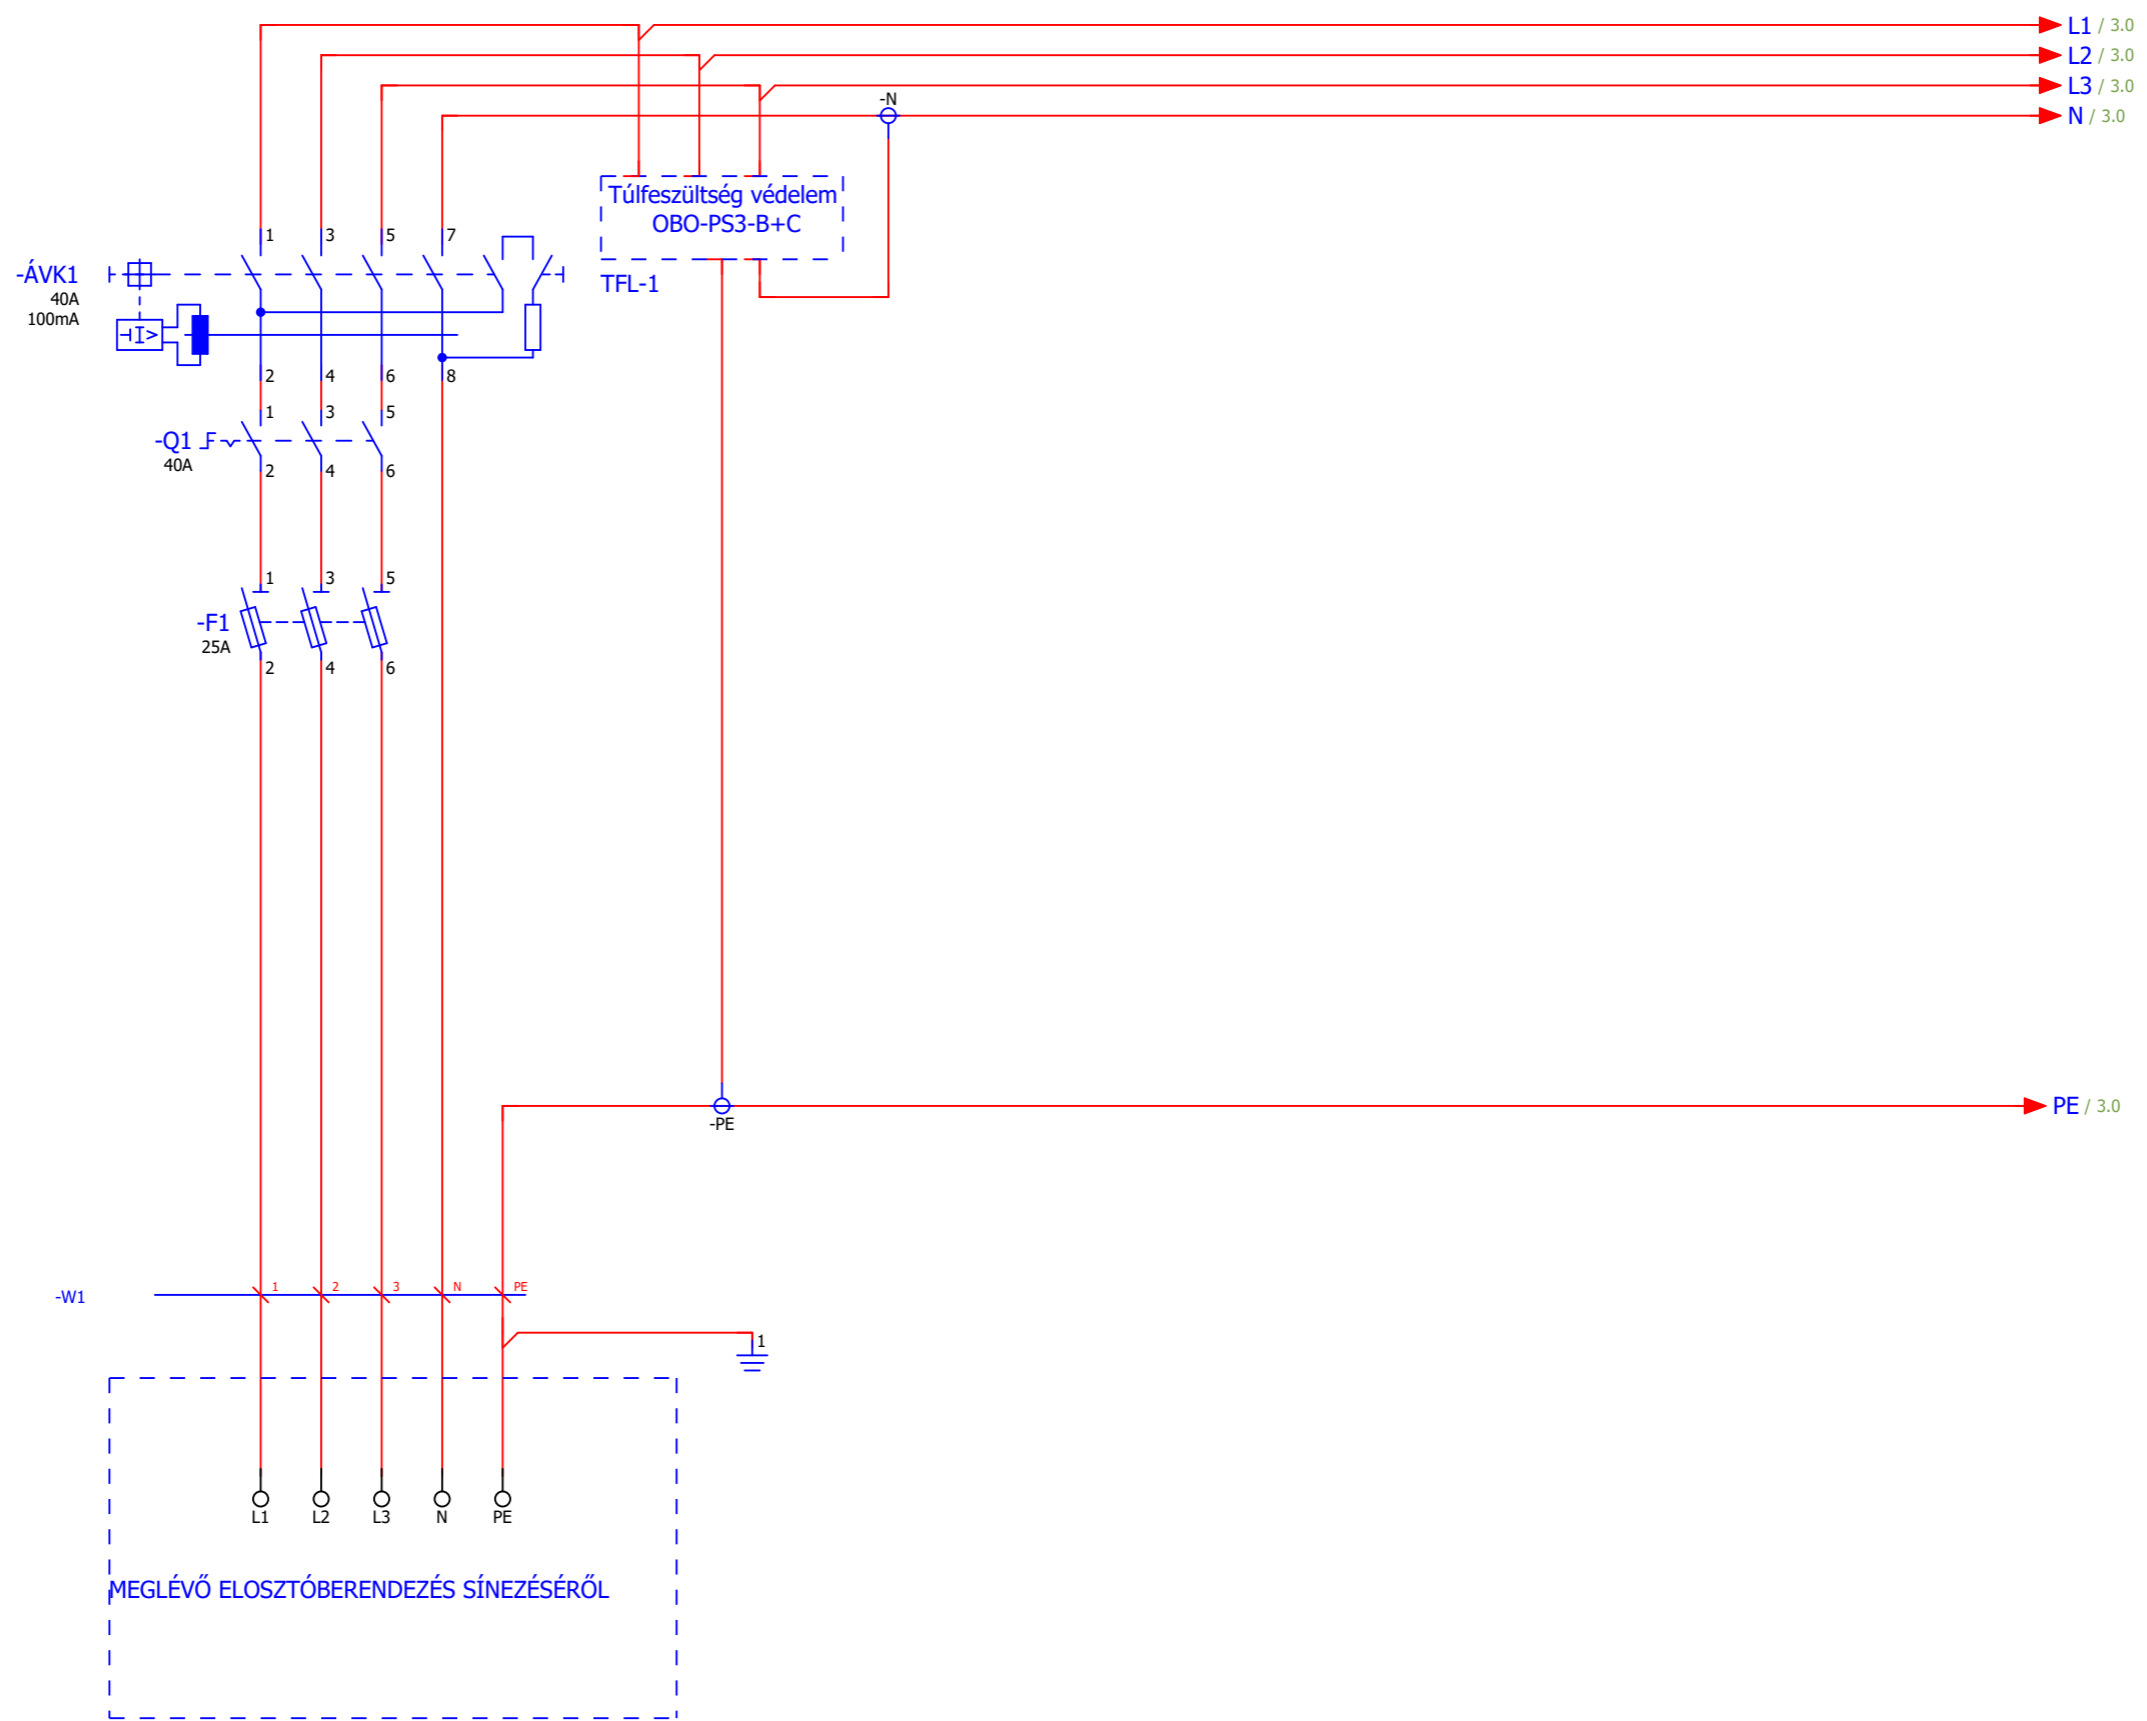 L1 / 3.0
L2 / 3.0
L3 / 3.0
-N
N / 3.0
Túlfeszültség védelem
OBO-PS3-B+C
TFL-1
1 3 5 7
-ÁVK1
40A
100mA
I>
2 4 6 8
1 3 5
-Q1
40A
2 4 6
1 3 5
-F1
25A
2 4 6
PE / 3.0
-PE
1 2 3 N PE
-W1
1
L1 L2 L3 N PE
MEGLÉVŐ ELOSZTÓBERENDEZÉS SÍNEZÉSÉRŐL